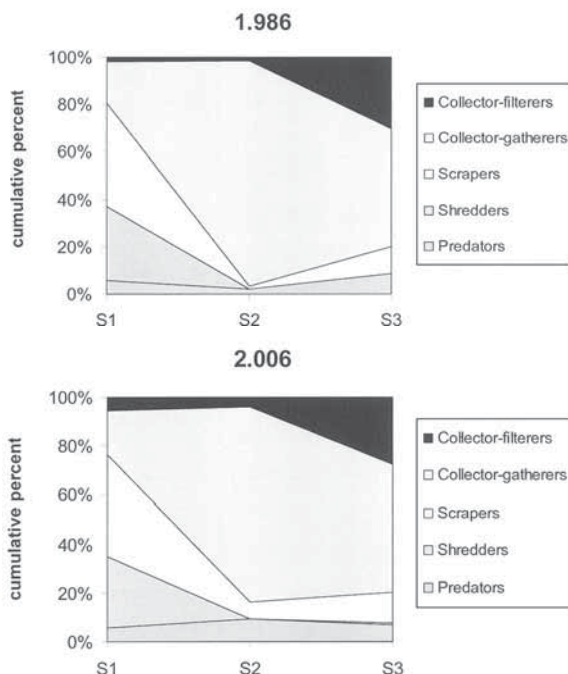 1.986
100%
80%
60%
40%
20%
0%
cumulative percent
S1 S2 S3
Collector-filterers
Collector-gatherers
Scrapers
Shredders
Predators
2.006
100%
80%
60%
40%
20%
0%
cumulative percent
S1 S2 S3
Collector-filterers
Collector-gatherers
Scrapers
Shredders
Predators